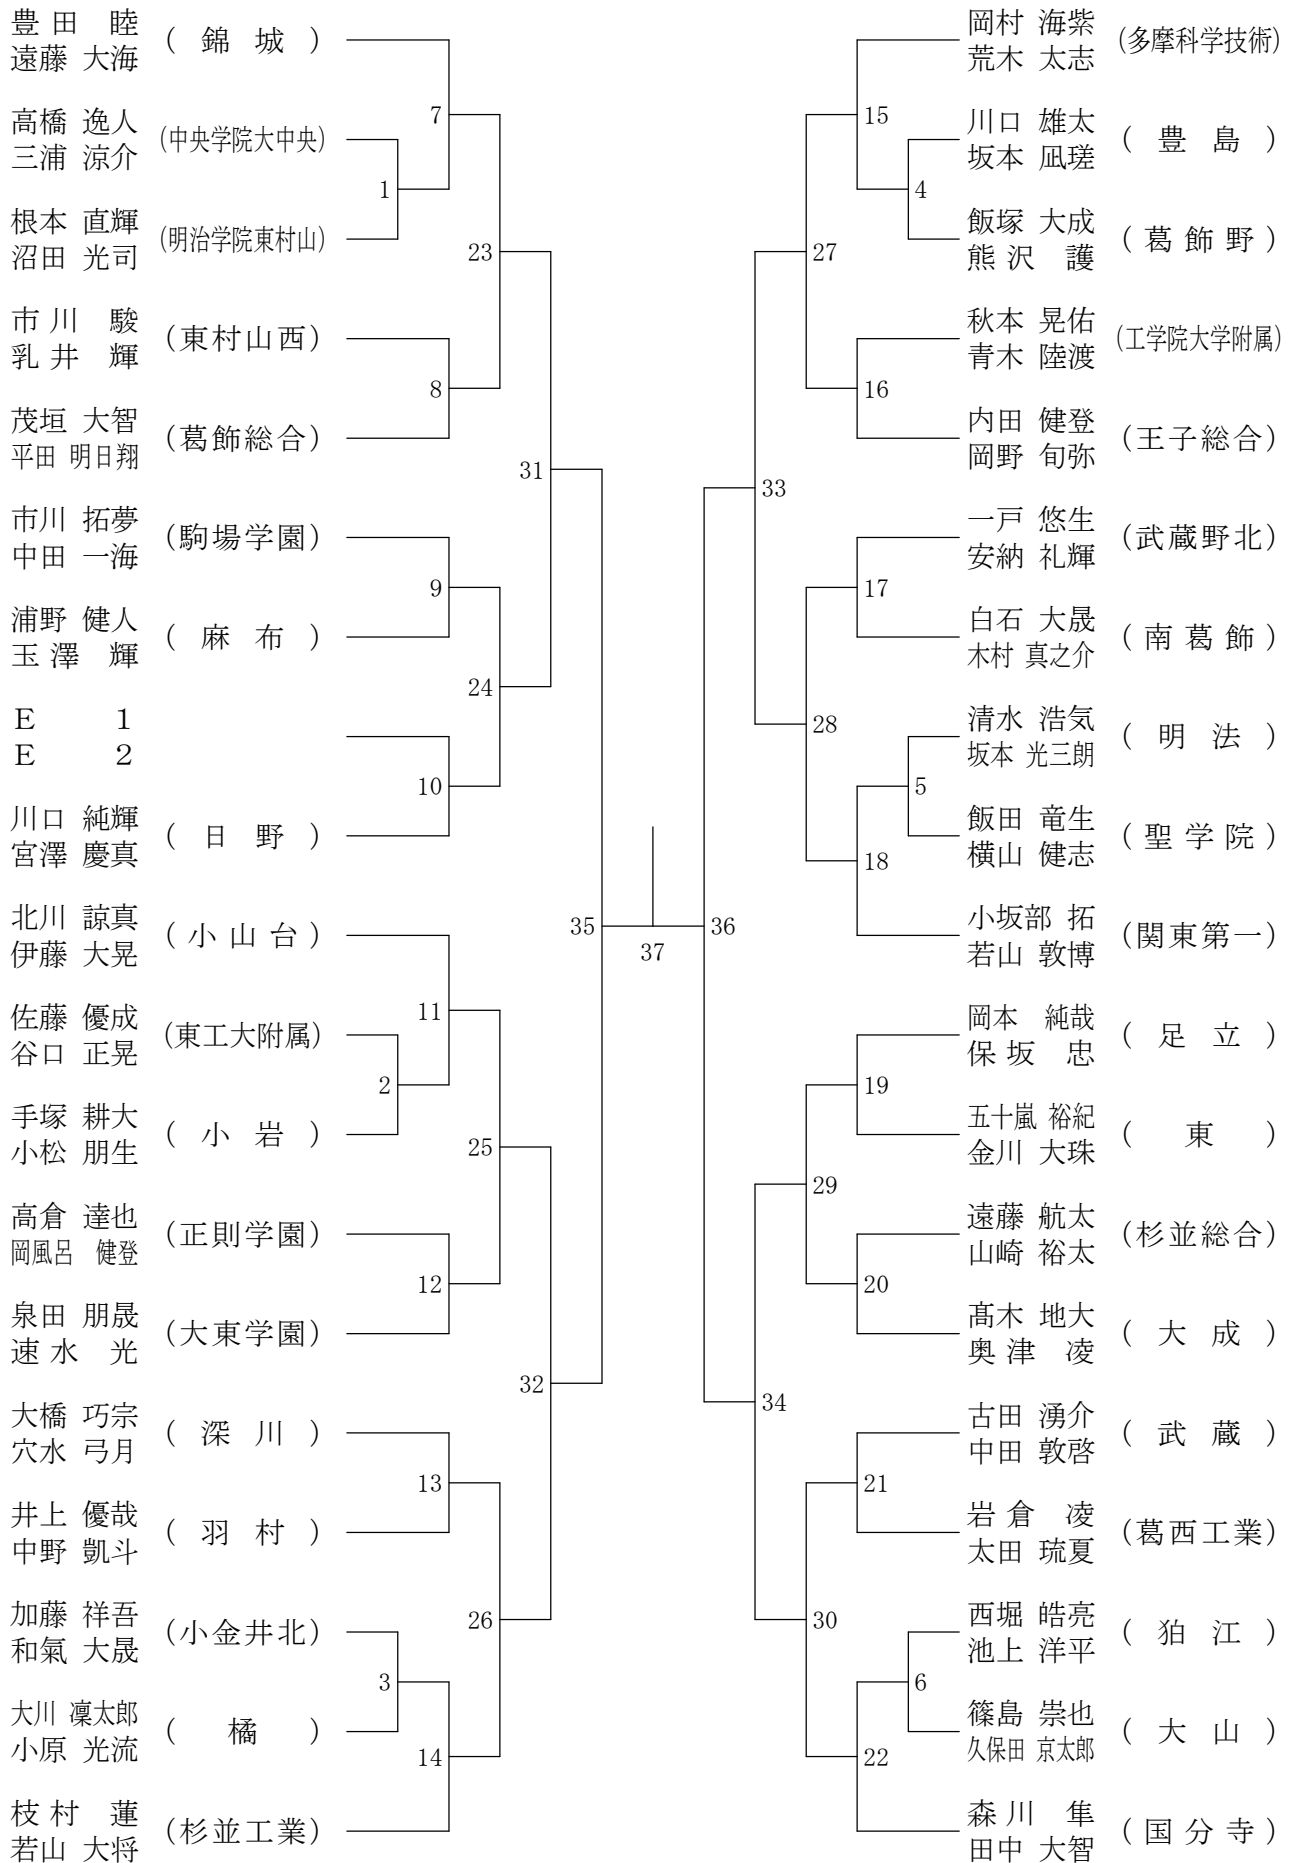 豊田 睦
遠藤 大海
(錦城)
7
高橋 逸人
三浦 涼介
(中央学院大中央)
1
根本 直輝
沼田 光司
(明治学院東村山)
23
市川 駿
乳井 輝
(東村山西)
8
茂垣 大智
平田 明日翔
(葛飾総合)
31
市川 拓夢
中田 一海
(駒場学園)
9
浦野 健人
玉澤 輝
(麻布)
24
E 1
E 2
10
川口 純輝
宮澤 慶真
(日野)
35
北川 諒真
伊藤 大晃
(小山台)
11
佐藤 優成
谷口 正晃
(東工大附属)
2
手塚 耕大
小松 朋生
(小岩)
25
高倉 達也
岡風呂 健登
(正則学園)
12
泉田 朋晟
速水 光
(大東学園)
32
大橋 巧宗
穴水 弓月
(深川)
13
井上 優哉
中野 凱斗
(羽村)
26
加藤 祥吾
和氣 大晟
(小金井北)
3
大川 凜太郎
小原 光流
(橘)
14
枝村 蓮
若山 大将
(杉並工業)
37
岡村 海紫
荒木 太志
(多摩科学技術)
15
川口 雄太
坂本 凪瑳
(豊島)
4
飯塚 大成
熊沢 護
(葛飾野)
27
秋本 晃佑
青木 陸渡
(工学院大学附属)
16
内田 健登
岡野 旬弥
(王子総合)
33
一戸 悠生
安納 礼輝
(武蔵野北)
17
白石 大晟
木村 真之介
(南葛飾)
28
清水 浩気
坂本 光三朗
(明法)
5
飯田 竜生
横山 健志
(聖学院)
18
小坂部 拓
若山 敦博
(関東第一)
36
岡本 純哉
保坂 忠
(足立)
19
五十嵐 裕紀
金川 大珠
(東)
29
遠藤 航太
山崎 裕太
(杉並総合)
20
髙木 地大
奥津 凌
(大成)
34
古田 湧介
中田 敦啓
(武蔵)
21
岩倉 凌
太田 琉夏
(葛西工業)
30
西堀 皓亮
池上 洋平
(狛江)
6
篠島 崇也
久保田 京太郎
(大山)
22
森川 隼
田中 大智
(国分寺)